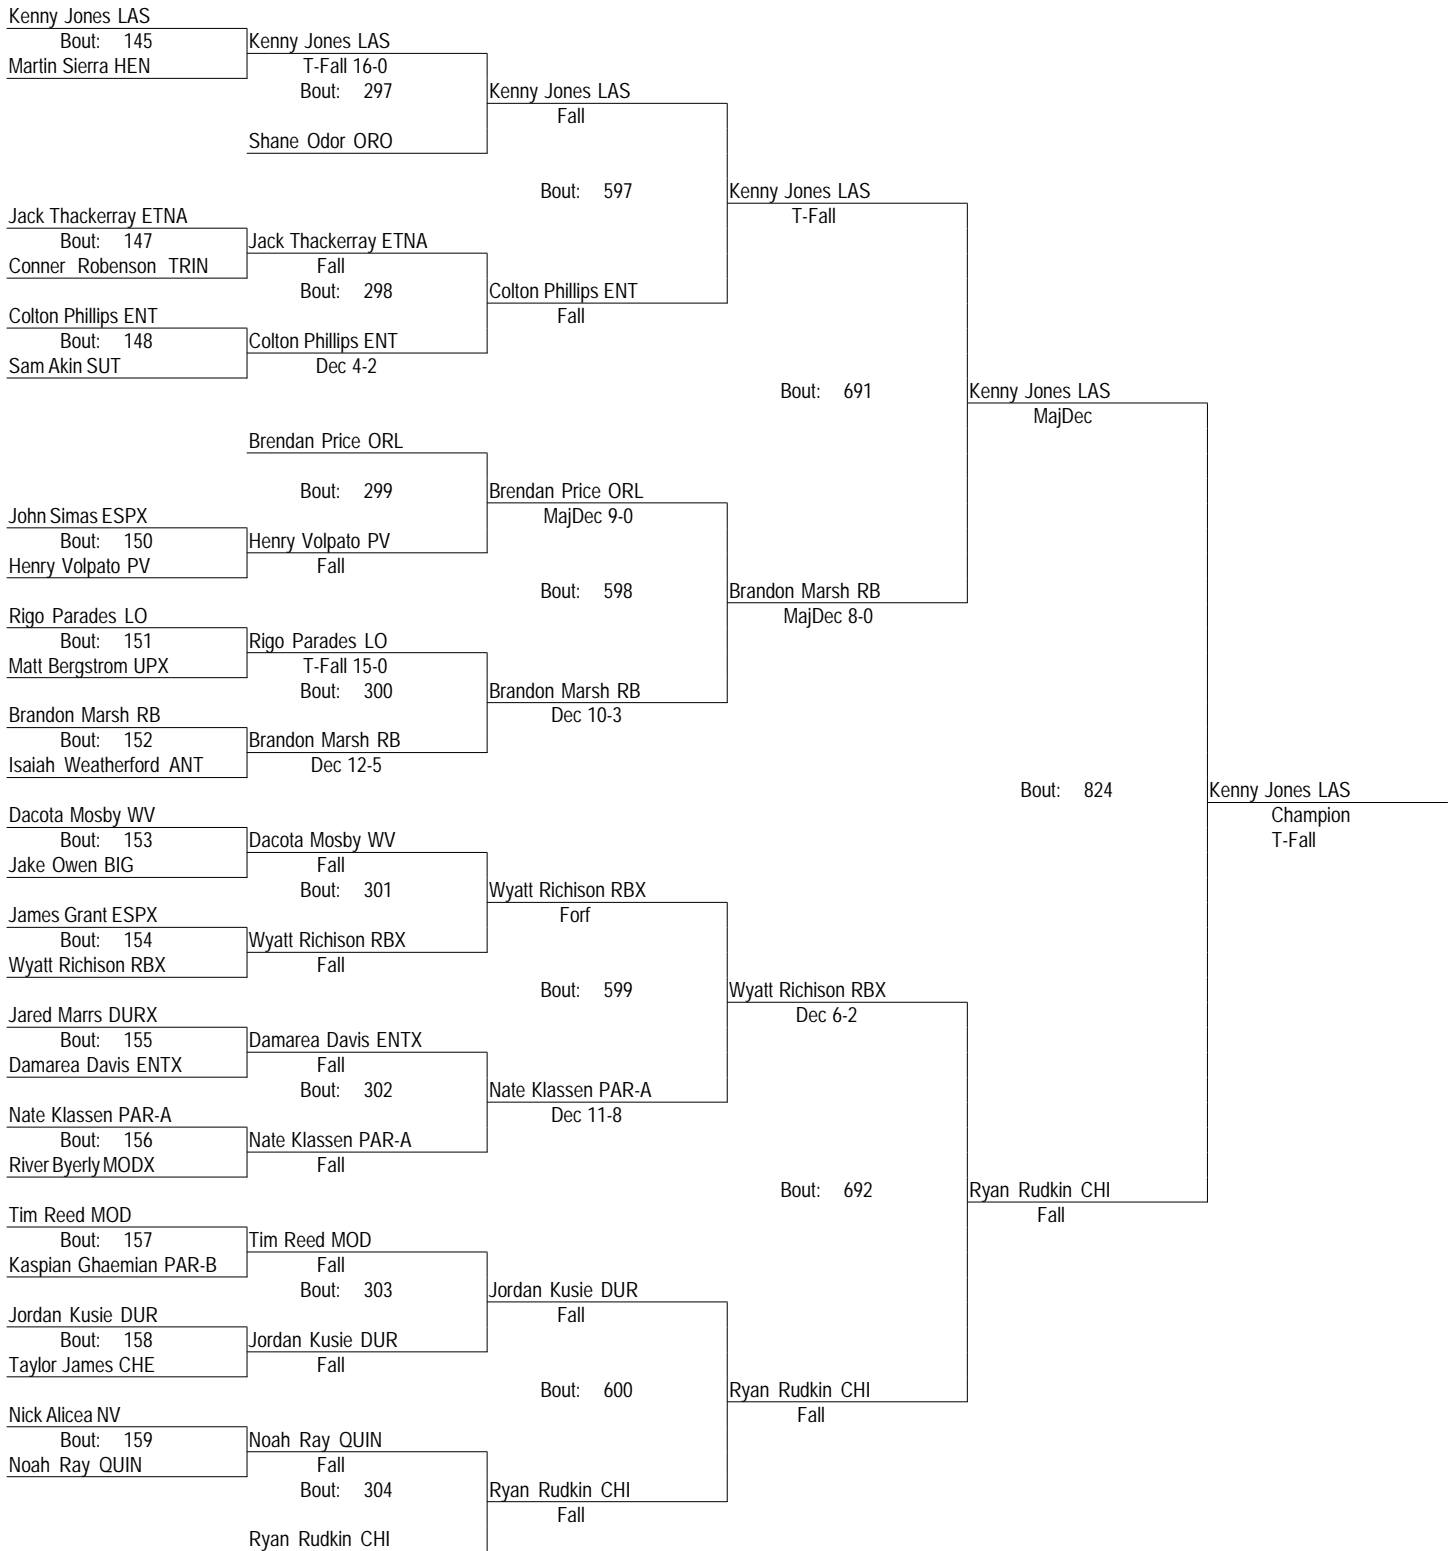 Kenny Jones LAS
Bout: 145
Martin Sierra HEN
Kenny Jones LAS
T-Fall 16-0
Bout: 297
Shane Odor ORO
Kenny Jones LAS
Fall
Bout: 597
Jack Thackerray ETNA
Bout: 147
Conner Robenson TRIN
Jack Thackerray ETNA
Fall
Bout: 298
Colton Phillips ENT
Bout: 148
Sam Akin SUT
Colton Phillips ENT
Dec 4-2
Colton Phillips ENT
Fall
Kenny Jones LAS
T-Fall
Bout: 691
Brendan Price ORL
Bout: 299
John Simas ESPX
Bout: 150
Henry Volpato PV
Henry Volpato PV
Fall
Brendan Price ORL
MajDec 9-0
Bout: 598
Rigo Parades LO
Bout: 151
Matt Bergstrom UPX
Rigo Parades LO
T-Fall 15-0
Bout: 300
Brandon Marsh RB
Bout: 152
Isaiah Weatherford ANT
Brandon Marsh RB
Dec 12-5
Brandon Marsh RB
Dec 10-3
Brandon Marsh RB
MajDec 8-0
Kenny Jones LAS
MajDec
Bout: 824
Kenny Jones LAS
Champion
T-Fall
Dacota Mosby WV
Bout: 153
Jake Owen BIG
Dacota Mosby WV
Fall
Bout: 301
James Grant ESPX
Bout: 154
Wyatt Richison RBX
Wyatt Richison RBX
Fall
Wyatt Richison RBX
Forf
Bout: 599
Jared Marrs DURX
Bout: 155
Damarea Davis ENTX
Damarea Davis ENTX
Fall
Bout: 302
Nate Klassen PAR-A
Bout: 156
River Byerly MODX
Nate Klassen PAR-A
Fall
Nate Klassen PAR-A
Dec 11-8
Wyatt Richison RBX
Dec 6-2
Bout: 692
Tim Reed MOD
Bout: 157
Kaspian Ghaemian PAR-B
Tim Reed MOD
Fall
Bout: 303
Jordan Kusie DUR
Bout: 158
Taylor James CHE
Jordan Kusie DUR
Fall
Jordan Kusie DUR
Fall
Bout: 600
Nick Alicea NV
Bout: 159
Noah Ray QUIN
Noah Ray QUIN
Fall
Bout: 304
Ryan Rudkin CHI
Ryan Rudkin CHI
Fall
Ryan Rudkin CHI
Fall
Ryan Rudkin CHI
Fall